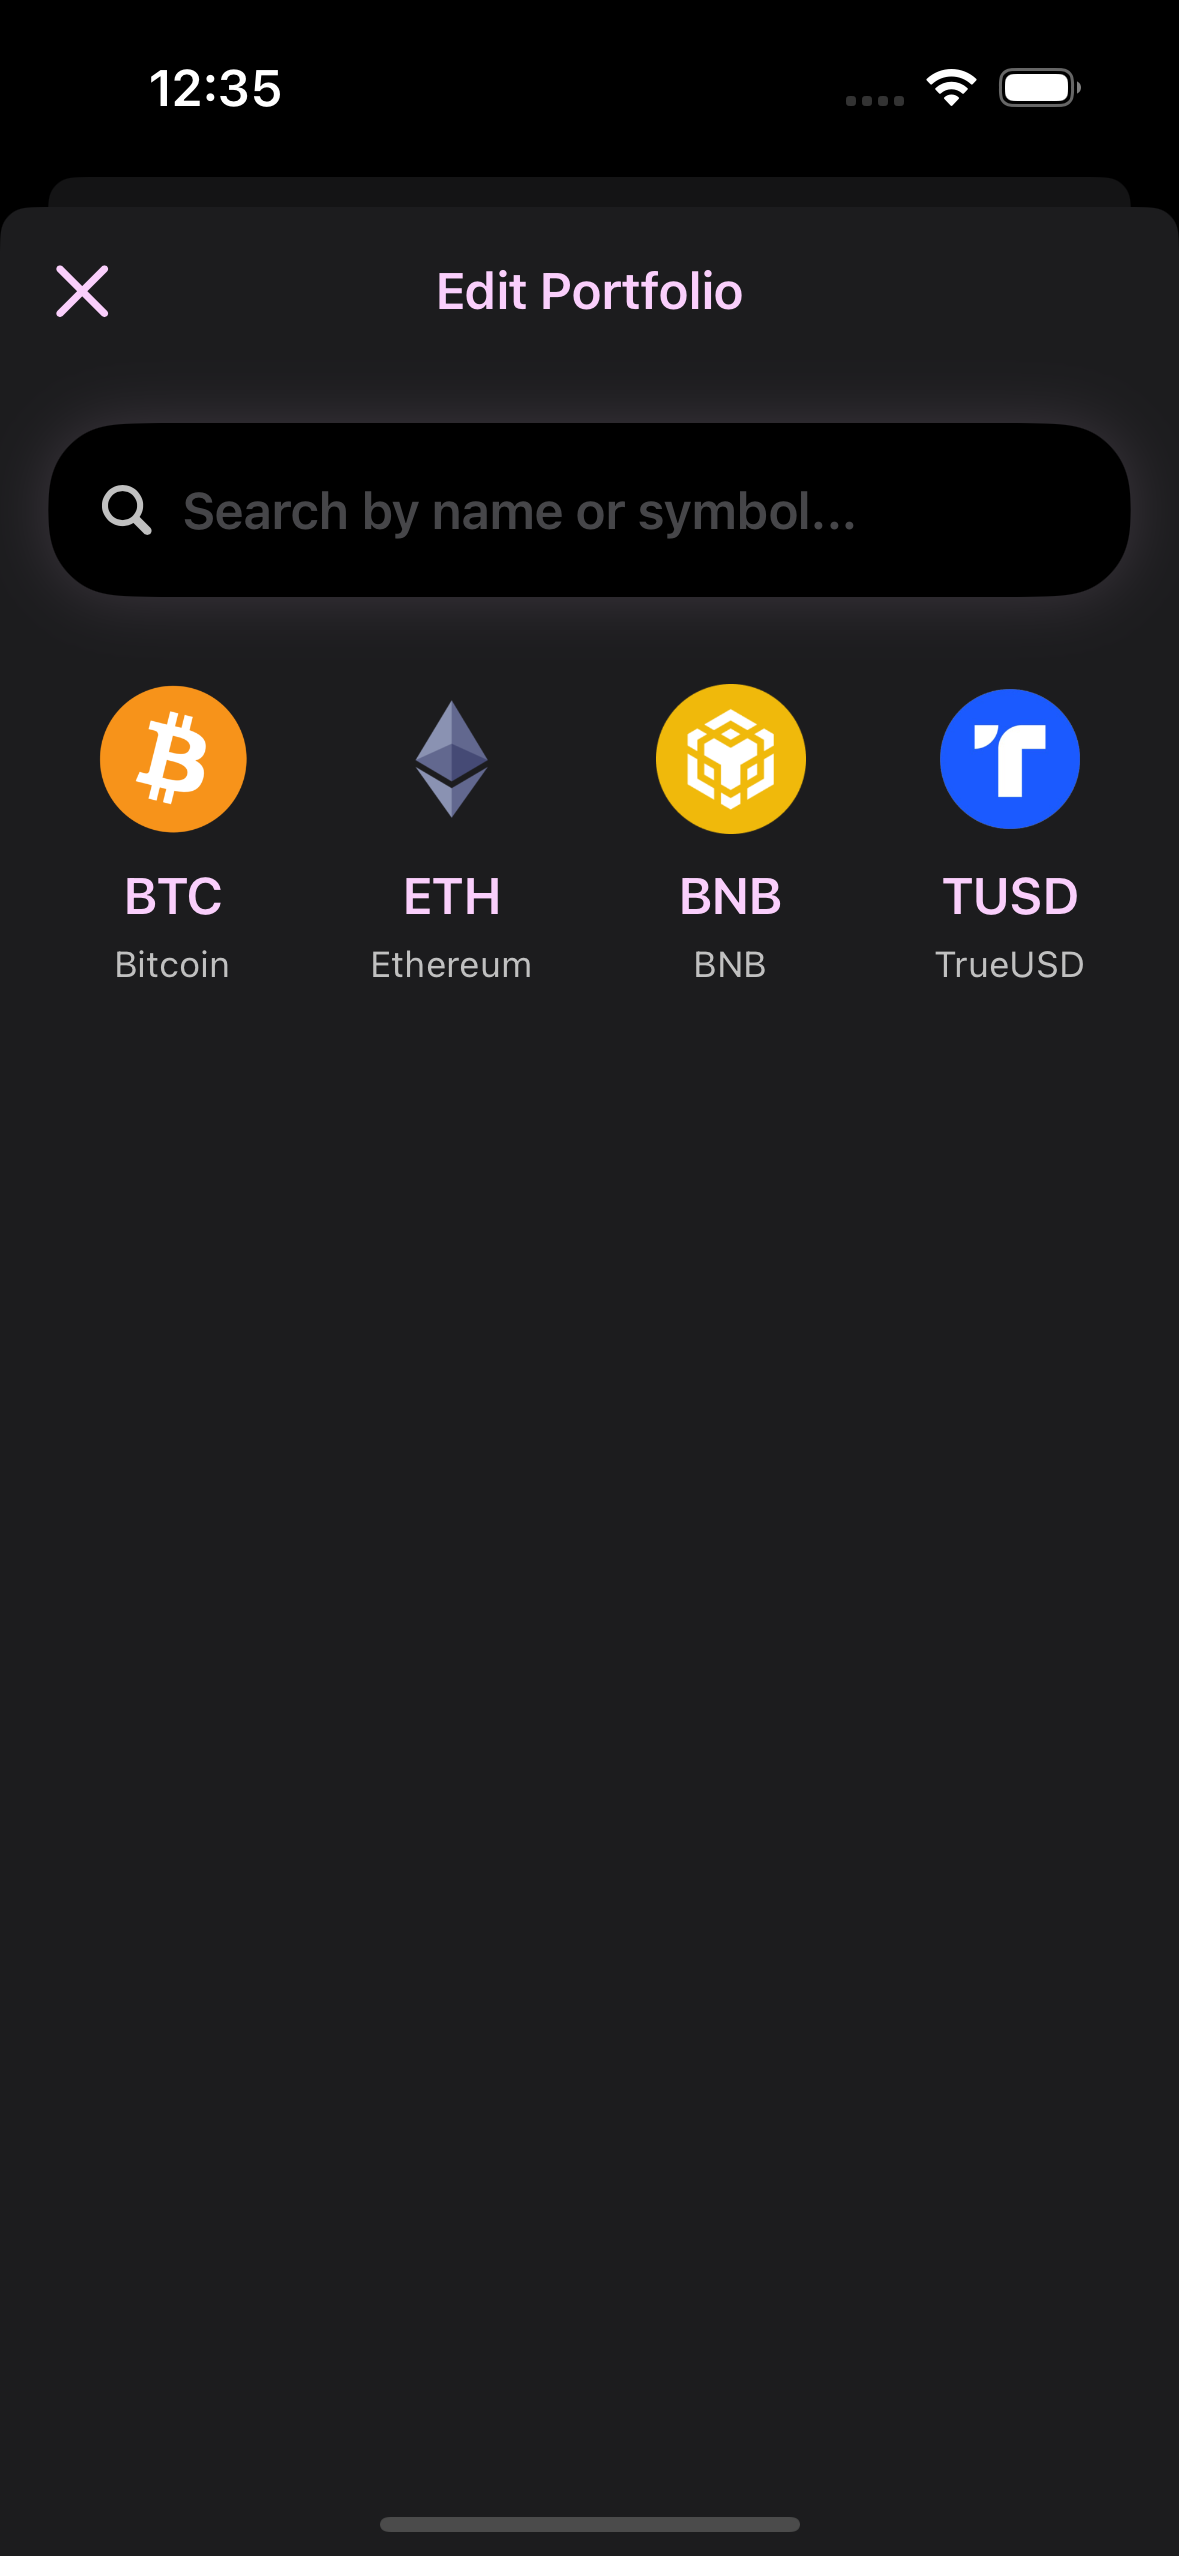 12:35
Edit Portfolio
Search by name or symbol...
BTC ETH BNB TUSD
Bitcoin Ethereum BNB TrueUSD